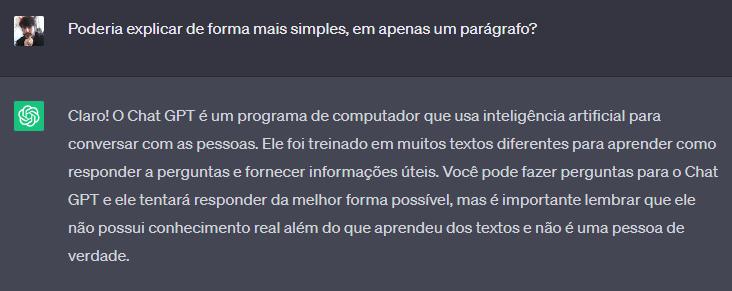 Poderia explicar de forma mais simples, em apenas um parágrafo?
Claro! O Chat GPT é um programa de computador que usa inteligência artificial para
conversar com as pessoas. Ele foi treinado em muitos textos diferentes para aprender como
responder a perguntas e fornecer informações úteis. Você pode fazer perguntas para o Chat
GPT e ele tentará responder da melhor forma possível, mas é importante lembrar que ele
não possui conhecimento real além do que aprendeu dos textos e não é uma pessoa de
verdade.